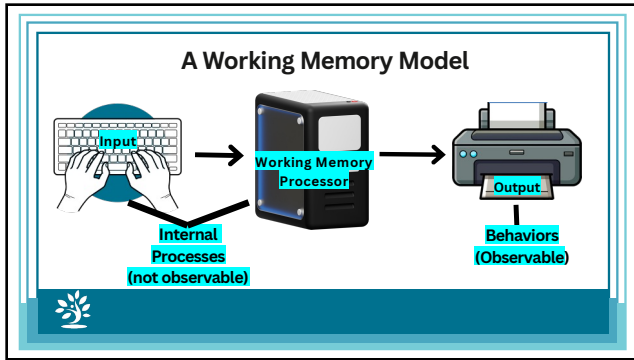 A Working Memory Model
Input
Working Memory
Processor
Output
Internal
Processes
(not observable)
Behaviors
(Observable)